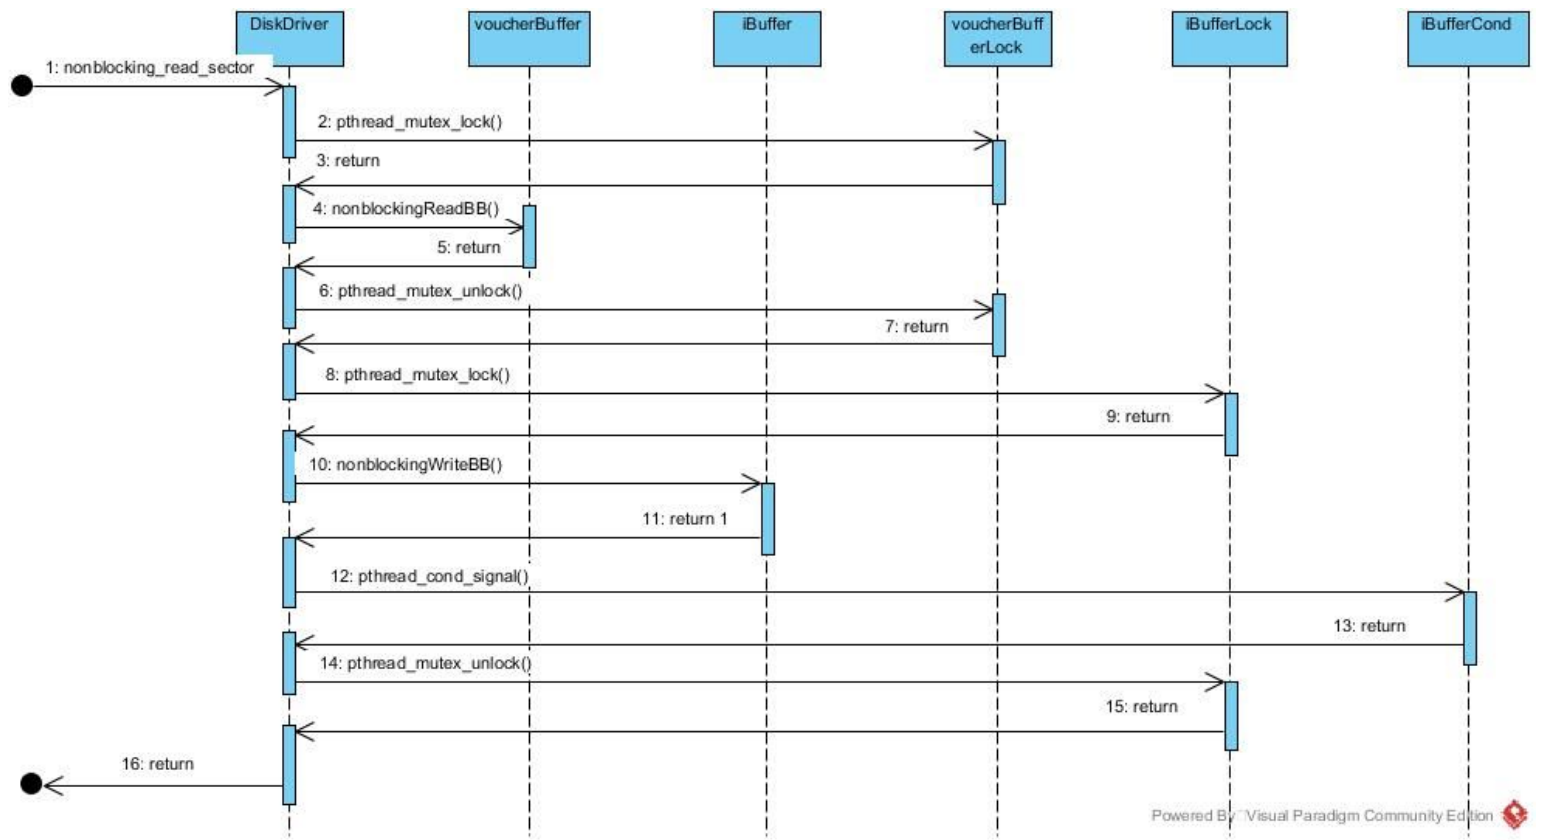 DiskDriver
voucherBuffer
iBuffer
voucherBuff
erLock
iBufferLock
iBufferCond
1: nonblocking_read_sector
2: pthread_mutex_lock()
3: return
4: nonblockingReadBB()
5: return
6: pthread_mutex_unlock()
7: return
8: pthread_mutex_lock()
9: return
10: nonblockingWriteBB()
11: return 1
12: pthread_cond_signal()
13: return
14: pthread_mutex_unlock()
15: return
16: return
Powered By Visual Paradigm Community Edition